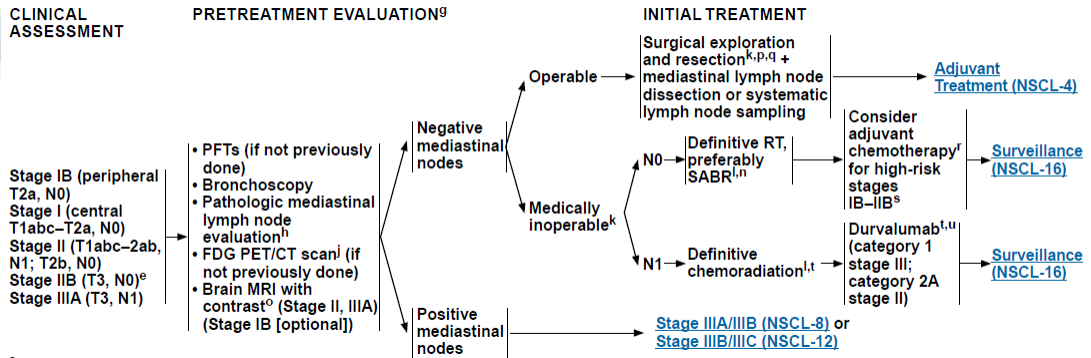 CLINICAL
ASSESSMENT
PRETREATMENT EVALUATIONg
INITIAL TREATMENT
Stage IB (peripheral
T2a, N0)
Stage I (central
T1abc–T2a, N0)
Stage II (T1abc–2ab,
N1; T2b, N0)
Stage IIB (T3, N0)e
Stage IIIA (T3, N1)
• PFTs (if not previously
done)
• Bronchoscopy
• Pathologic mediastinal
lymph node
evaluationh
• FDG PET/CT scanj (if
not previously done)
• Brain MRI with
contrasto (Stage II, IIIA)
(Stage IB [optional])
Negative
mediastinal
nodes
Operable
Surgical exploration
and resectionk,p,q +
mediastinal lymph node
dissection or systematic
lymph node sampling
Adjuvant
Treatment (NSCL-4)
Medically
inoperablek
N0
Definitive RT,
preferably
SABRl,n
Consider
adjuvant
chemotherapyr
for high-risk
stages
IB–IIBs
Surveillance
(NSCL-16)
N1
Definitive
chemoradiationl,t
Durvalumabt,u
(category 1
stage III;
category 2A
stage II)
Surveillance
(NSCL-16)
Positive
mediastinal
nodes
Stage IIIA/IIIB (NSCL-8) or
Stage IIIB/IIIC (NSCL-12)